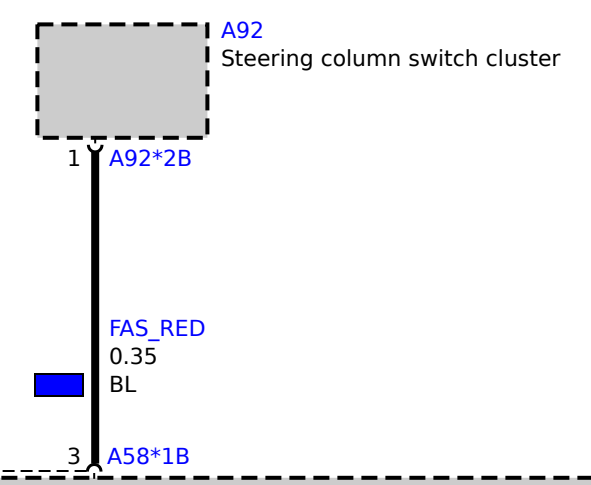 A92
Steering column switch cluster
1 A92*2B
FAS_RED
0.35
BL
3 A58*1B